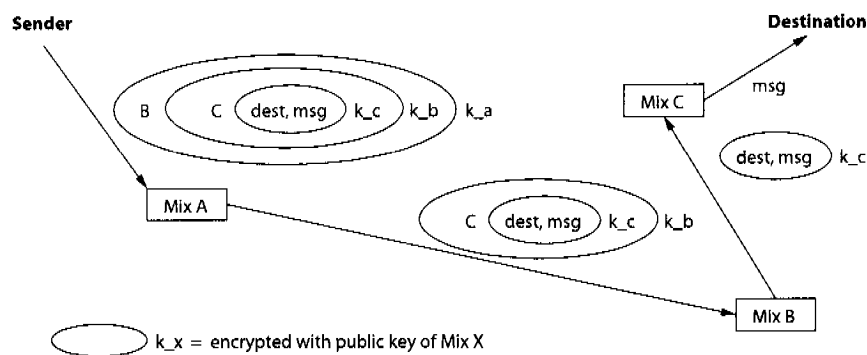 Sender
Destination
B C dest, msg k_c k_b k_a
Mix C
msg
dest, msg k_c
Mix A
C dest, msg k_c k_b
Mix B
k_x = encrypted with public key of Mix X